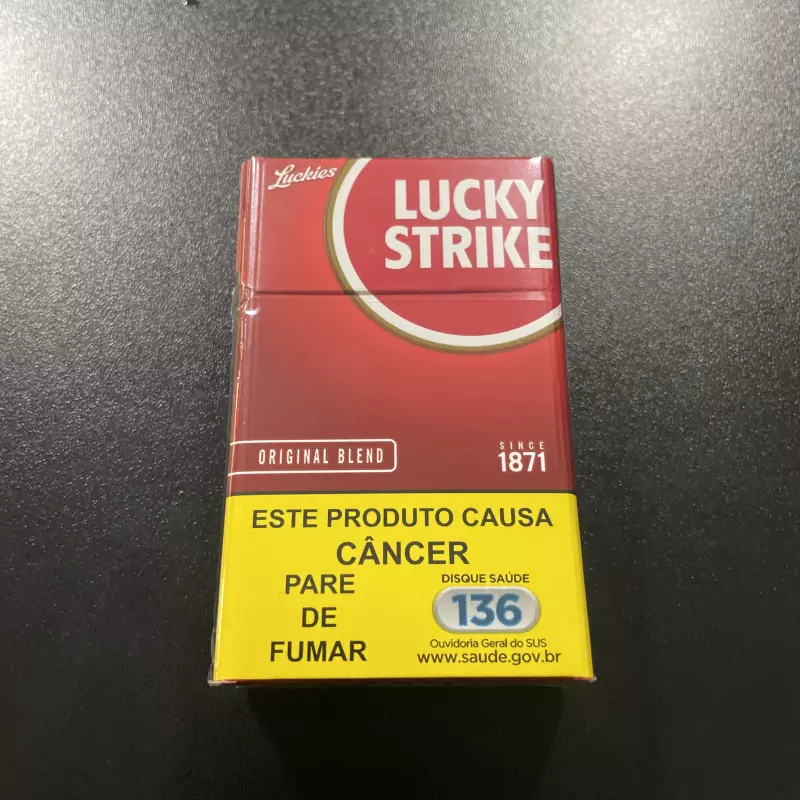 Luckies
LUCKY
STRIKE
ORIGINAL BLEND
SINCE
1871
ESTE PRODUTO CAUSA
CÂNCER
PARE
DE
FUMAR
DISQUE SAÚDE
136
Ouvidoria Geral do SUS
www.saude.gov.br